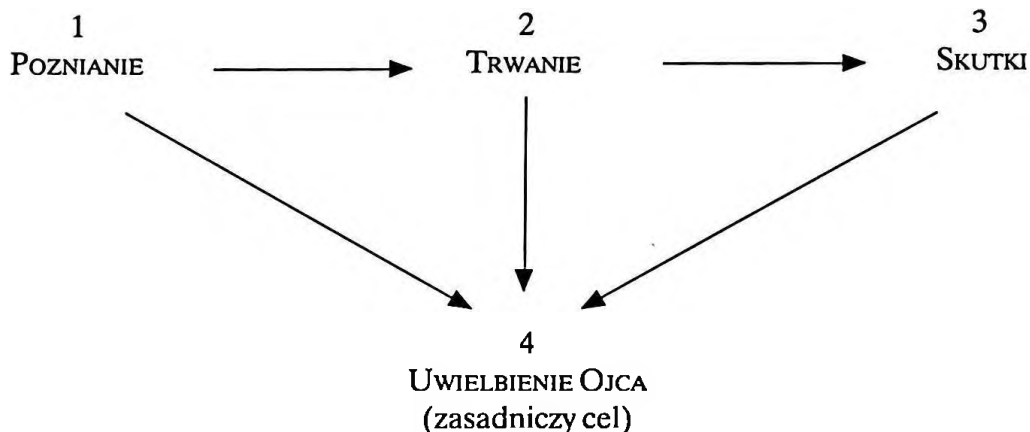 1
POZNIANIE
2
TRWANIE
3
SKUTKI
4
UWIELBIENIE OJCA
(zasadniczy cel)